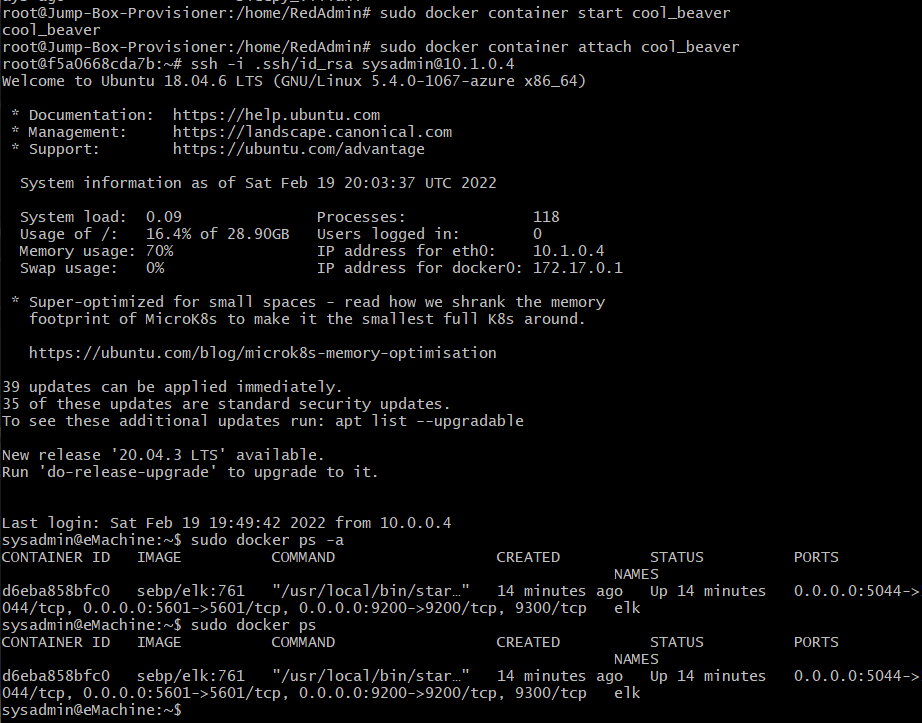 root@Jump-Box-Provisioner:/home/RedAdmin# sudo docker container start cool_beaver
cool_beaver
root@Jump-Box-Provisioner:/home/RedAdmin# sudo docker container attach cool_beaver
root@f5a0668cda7b:~# ssh -i .ssh/id_rsa sysadmin@10.1.0.4
Welcome to Ubuntu 18.04.6 LTS (GNU/Linux 5.4.0-1067-azure x86_64)
* Documentation:  https://help.ubuntu.com
* Management:     https://landscape.canonical.com
* Support:        https://ubuntu.com/advantage
System information as of Sat Feb 19 20:03:37 UTC 2022
System load:  0.09               Processes:              118
Usage of /:   16.4% of 28.90GB   Users logged in:        0
Memory usage: 70%                IP address for eth0:    10.1.0.4
Swap usage:   0%                 IP address for docker0: 172.17.0.1
* Super-optimized for small spaces - read how we shrank the memory
footprint of MicroK8s to make it the smallest full K8s around.
https://ubuntu.com/blog/microk8s-memory-optimisation
39 updates can be applied immediately.
35 of these updates are standard security updates.
To see these additional updates run: apt list --upgradable
New release '20.04.3 LTS' available.
Run 'do-release-upgrade' to upgrade to it.
Last login: Sat Feb 19 19:49:42 2022 from 10.0.0.4
sysadmin@eMachine:~$ sudo docker ps -a
CONTAINER ID   IMAGE          COMMAND                  CREATED          STATUS          PORTS
NAMES
d6eba858bfc0   sebp/elk:761   "/usr/local/bin/star…"   14 minutes ago   Up 14 minutes   0.0.0.0:5044->
044/tcp, 0.0.0.0:5601->5601/tcp, 0.0.0.0:9200->9200/tcp, 9300/tcp   elk
sysadmin@eMachine:~$ sudo docker ps
CONTAINER ID   IMAGE          COMMAND                  CREATED          STATUS          PORTS
NAMES
d6eba858bfc0   sebp/elk:761   "/usr/local/bin/star…"   14 minutes ago   Up 14 minutes   0.0.0.0:5044->
044/tcp, 0.0.0.0:5601->5601/tcp, 0.0.0.0:9200->9200/tcp, 9300/tcp   elk
sysadmin@eMachine:~$